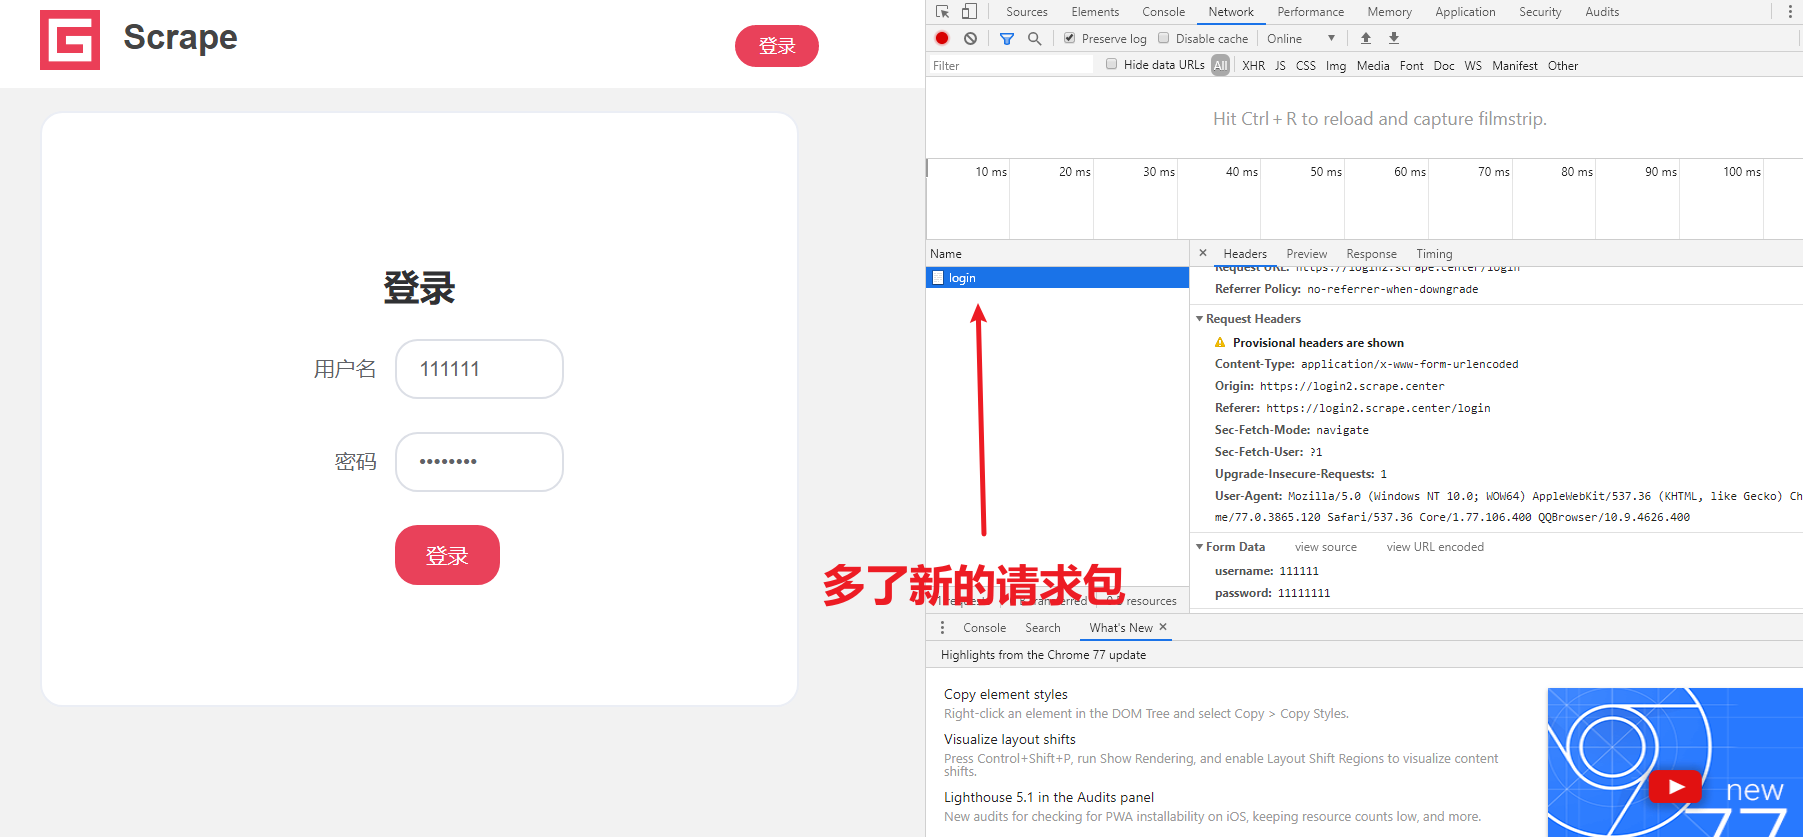 Scrape
登录
登录
用户名
111111
密码
••••••••
登录
多了新的请求包
Sources Elements Console Network Performance Memory Application Security Audits
Preserve log Disable cache Online
Filter Hide data URLs All XHR JS CSS Img Media Font Doc WS Manifest Other
Hit Ctrl + R to reload and capture filmstrip.
10 ms 20 ms 30 ms 40 ms 50 ms 60 ms 70 ms 80 ms 90 ms 100 ms
Name
login
× Headers Preview Response Timing
Request URL: https://login2.scrape.center/login
Referrer Policy: no-referrer-when-downgrade
Request Headers
Provisional headers are shown
Content-Type: application/x-www-form-urlencoded
Origin: https://login2.scrape.center
Referer: https://login2.scrape.center/login
Sec-Fetch-Mode: navigate
Sec-Fetch-User: ?1
Upgrade-Insecure-Requests: 1
User-Agent: Mozilla/5.0 (Windows NT 10.0; WOW64) AppleWebKit/537.36 (KHTML, like Gecko) Ch
me/77.0.3865.120 Safari/537.36 Core/1.77.106.400 QQBrowser/10.9.4626.400
Form Data view source view URL encoded
username: 111111
password: 11111111
resources
Console Search What's New ×
Highlights from the Chrome 77 update
Copy element styles
Right-click an element in the DOM Tree and select Copy > Copy Styles.
Visualize layout shifts
Press Control+Shift+P, run Show Rendering, and enable Layout Shift Regions to visualize content
shifts.
Lighthouse 5.1 in the Audits panel
New audits for checking for PWA installability on iOS, keeping resource counts low, and more.
new
77